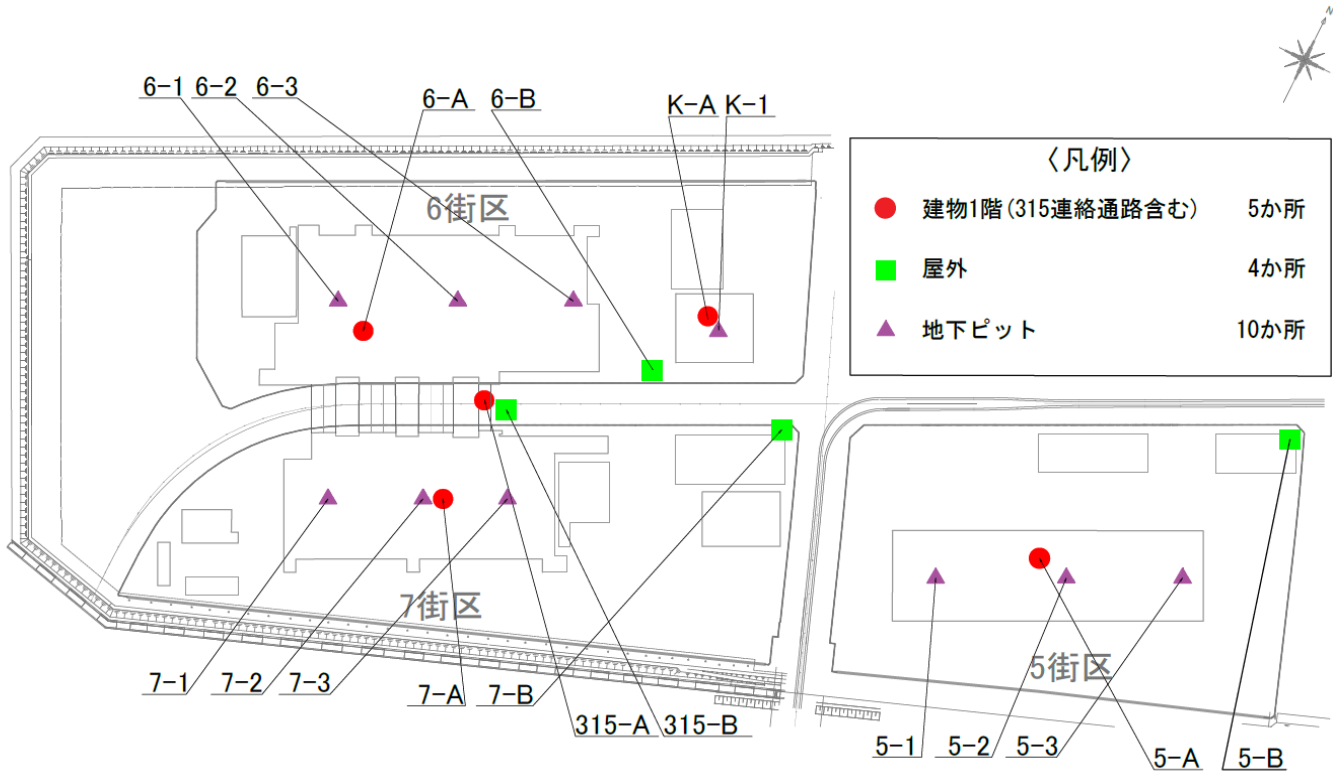 N
6-1 6-2 6-3 6-A 6-B K-A K-1
〈凡例〉
建物1階(315連絡通路含む) 5か所
屋外 4か所
地下ピット 10か所
6街区
7街区
5街区
7-1 7-2 7-3 7-A 7-B
315-A 315-B
5-1 5-2 5-3 5-A 5-B